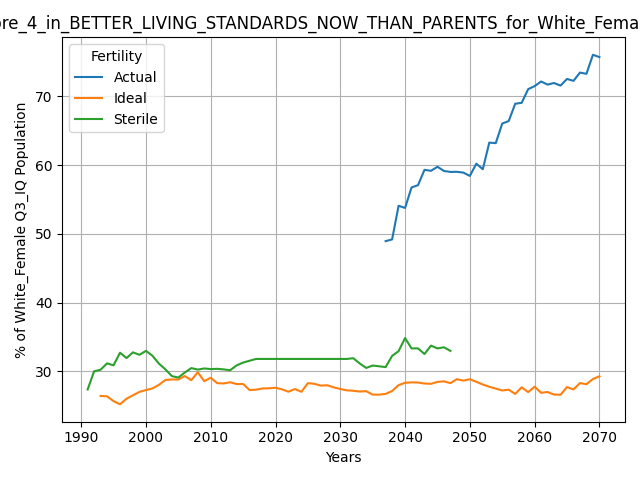 ore_4_in_BETTER_LIVING_STANDARDS_NOW_THAN_PARENTS_for_White_Fema
Fertility
Actual
Ideal
Sterile
% of White_Female Q3_IQ Population
70
60
50
40
30
1990 2000 2010 2020 2030 2040 2050 2060 2070
Years